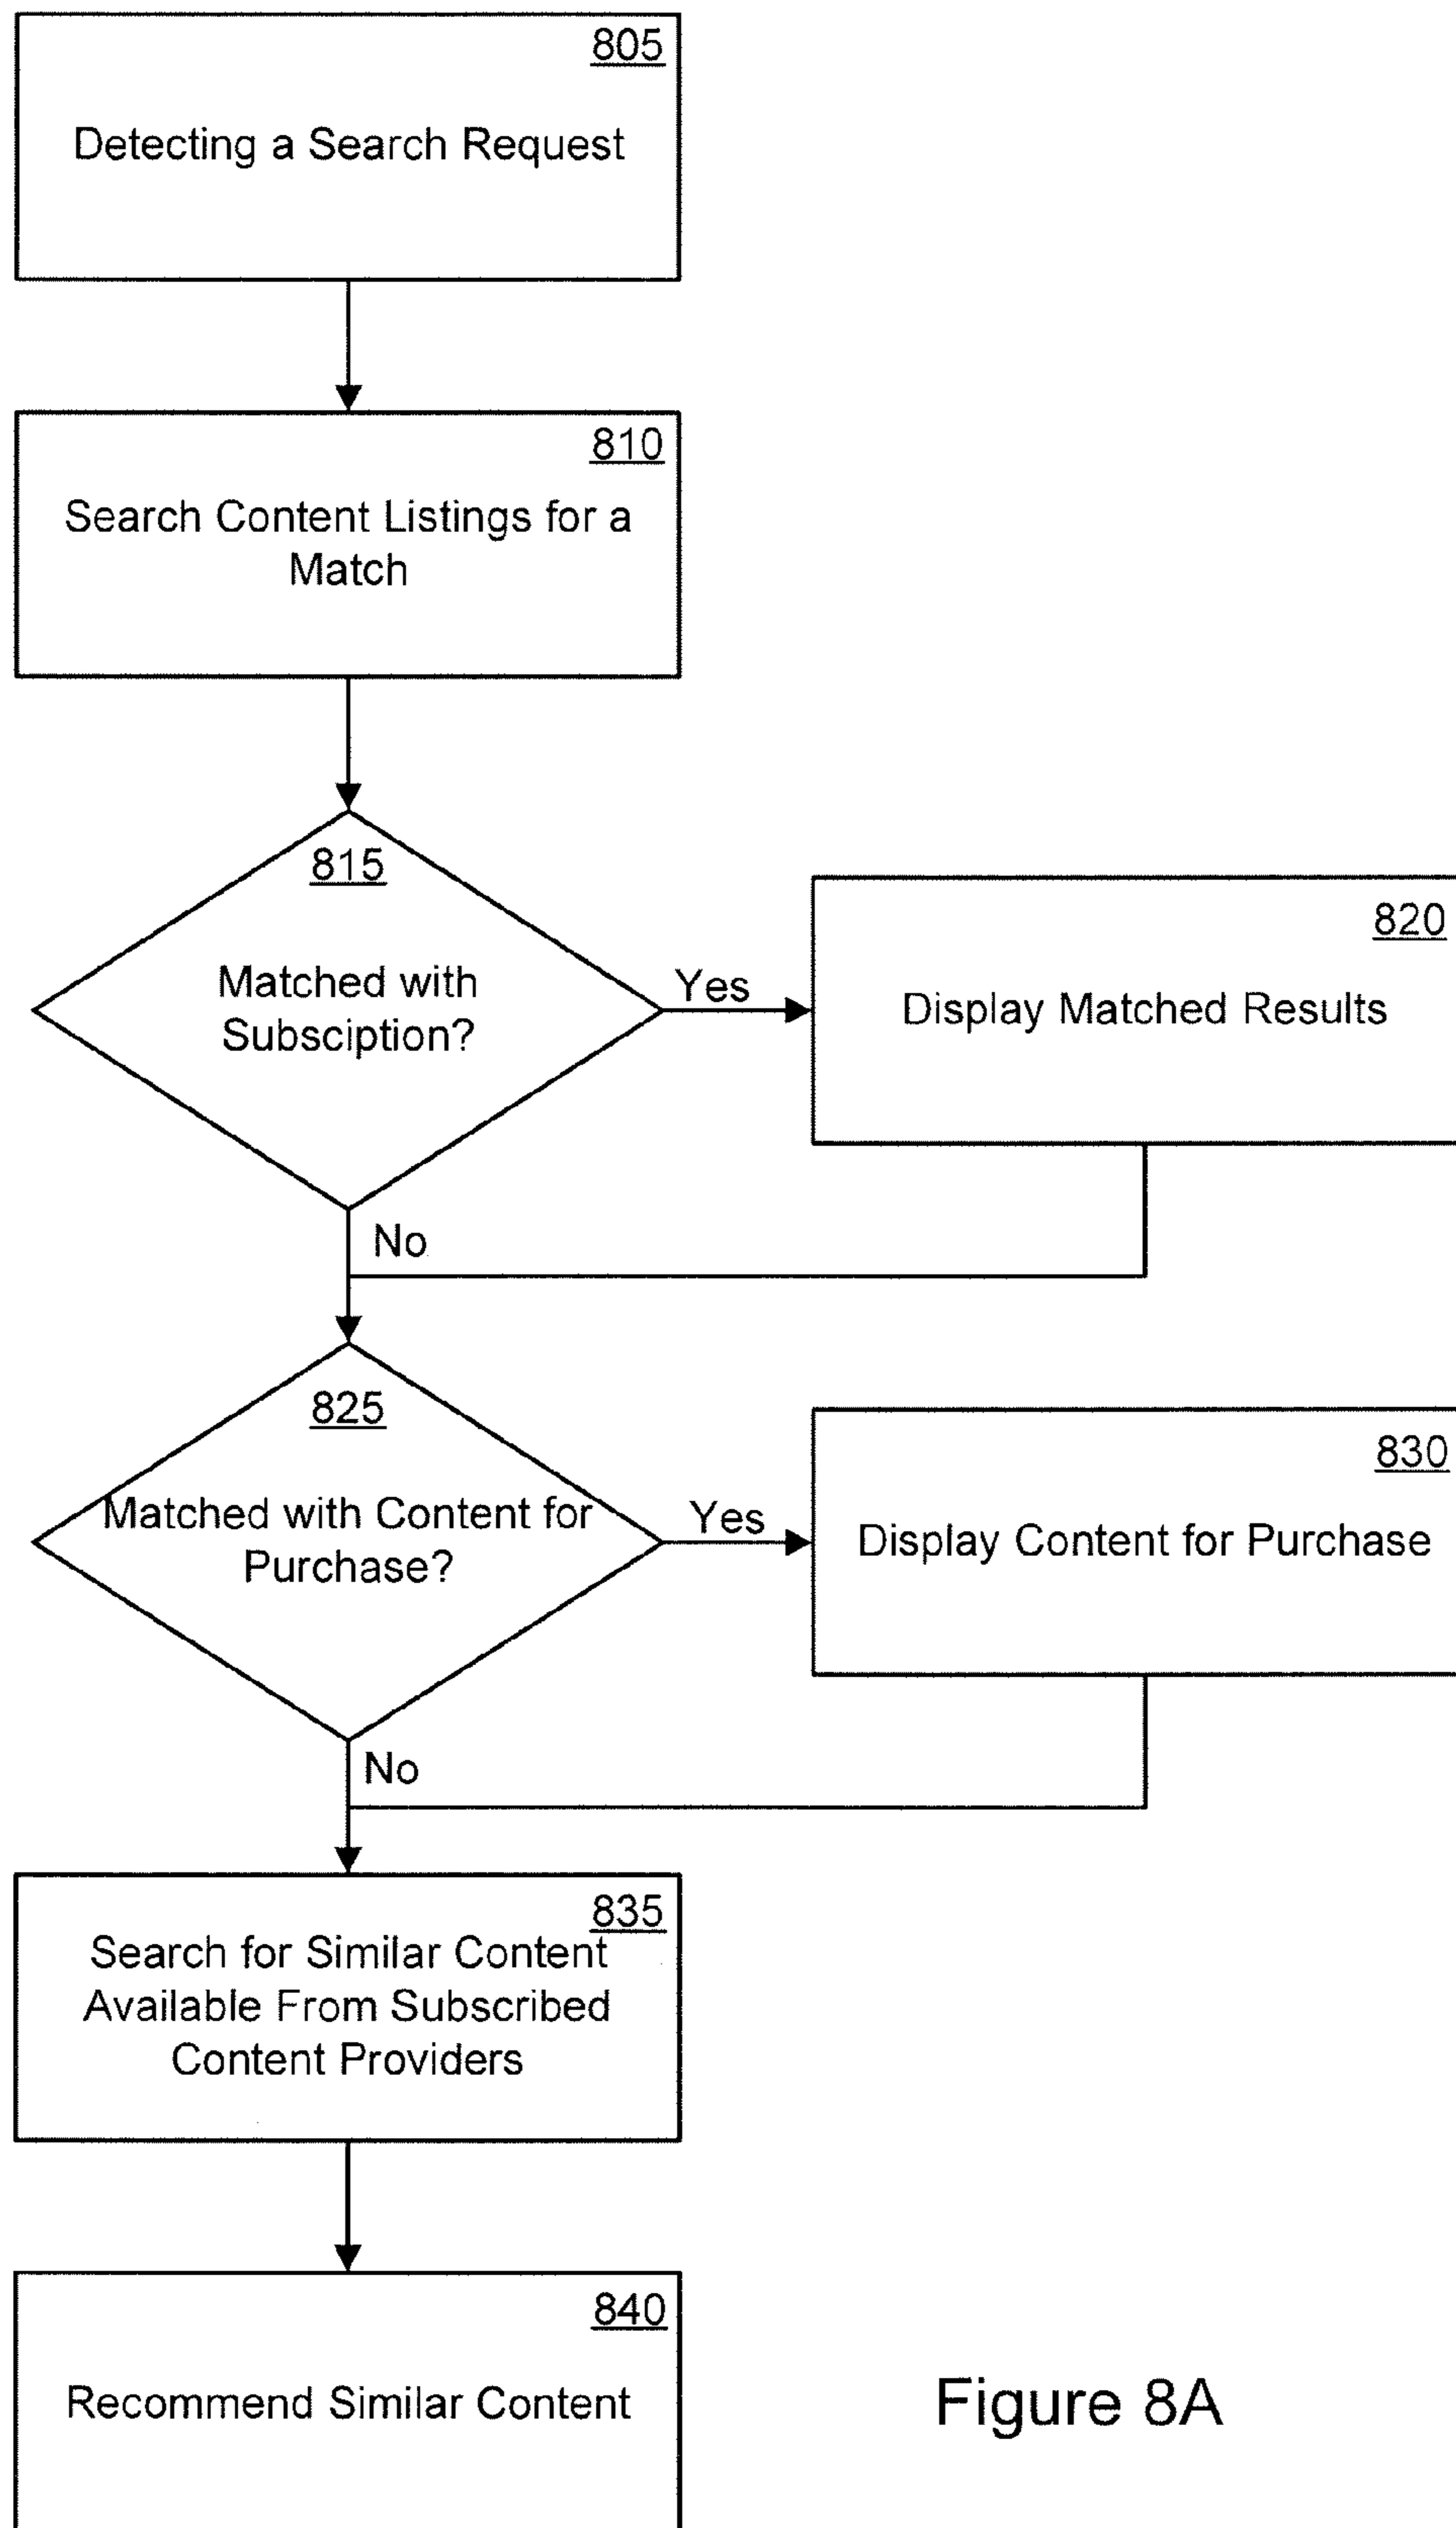 805
Detecting a Search Request
810
Search Content Listings for a
Match
815
Matched with
Subsciption?
Yes
820
Display Matched Results
No
825
Matched with Content for
Purchase?
Yes
830
Display Content for Purchase
No
835
Search for Similar Content
Available From Subscribed
Content Providers
840
Recommend Similar Content
Figure 8A